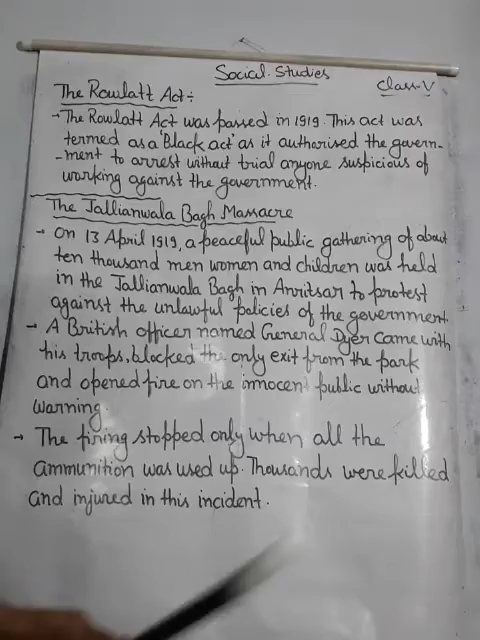 Social Studies
Class-V
The Rowlatt Act:-
→ The Rowlatt Act was passed in 1919. This act was
termed as a 'Black act' as it authorised the govern-
-ment to arrest without trial anyone suspicious of
working against the government.
The Jallianwala Bagh Massacre
→ On 13 April 1919, a peaceful public gathering of about
ten thousand men women and children was held
in the Jallianwala Bagh in Amritsar to protest
against the unlawful policies of the government
→ A British officer named General Dyer came with
his troops, blocked the only exit from the park
and opened fire on the innocent public without
warning.
→ The firing stopped only when all the
ammunition was used up. Thousands were killed
and injured in this incident.